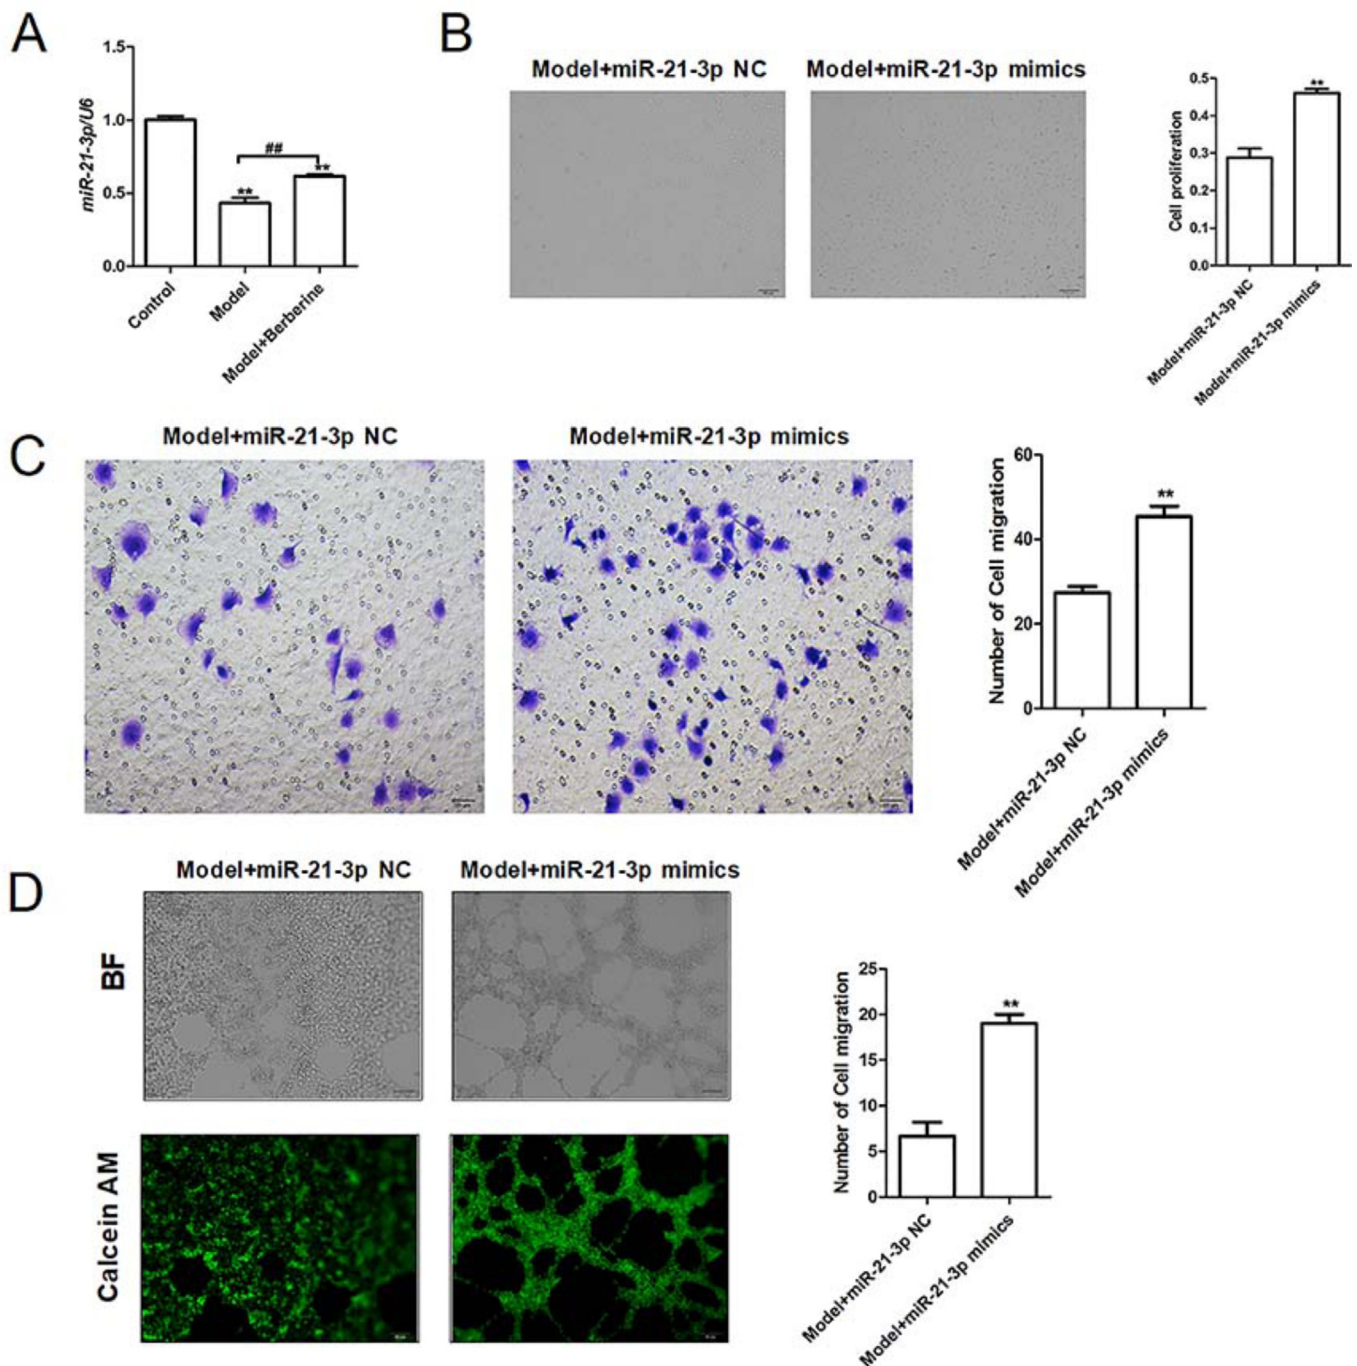 A
miR-21-3p/U6
1.5
1.0
0.5
0.0
##
**
**
Control
Model
Model+Berberine
B
Model+miR-21-3p NC
Model+miR-21-3p mimics
Cell proliferation
0.5
0.4
0.3
0.2
0.1
0.0
**
Model+miR-21-3p NC
Model+miR-21-3p mimics
C
Model+miR-21-3p NC
Model+miR-21-3p mimics
Number of Cell migration
60
40
20
0
**
Model+miR-21-3p NC
Model+miR-21-3p mimics
D
Model+miR-21-3p NC
Model+miR-21-3p mimics
BF
Calcein AM
Number of Cell migration
25
20
15
10
5
0
**
Model+miR-21-3p NC
Model+miR-21-3p mimics